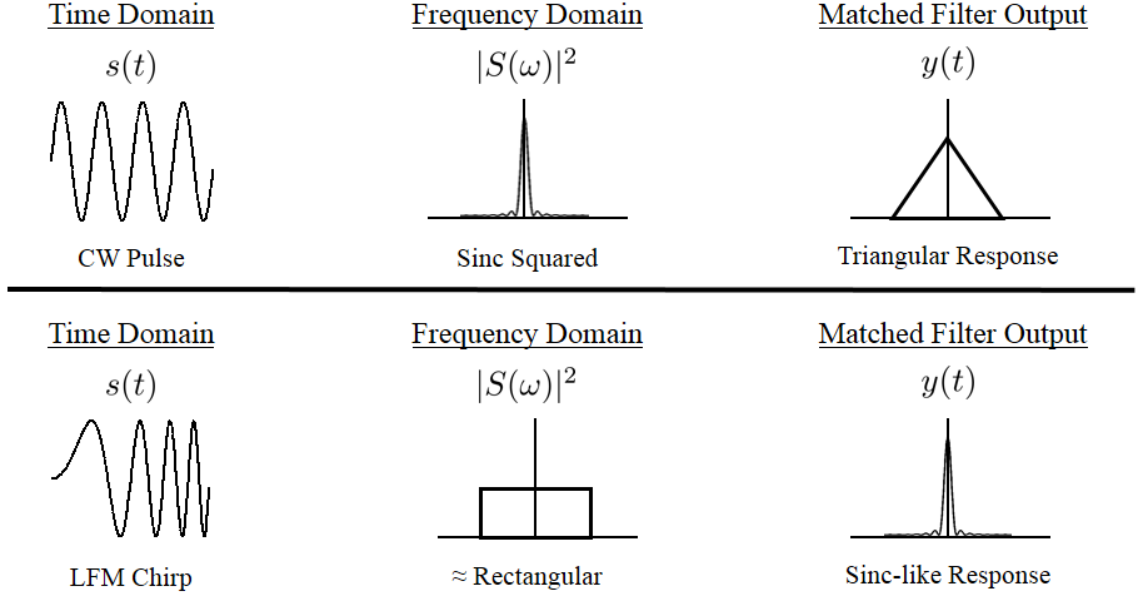 Time Domain Frequency Domain Matched Filter Output
s(t) |S(ω)|² y(t)
CW Pulse Sinc Squared Triangular Response
Time Domain Frequency Domain Matched Filter Output
s(t) |S(ω)|² y(t)
LFM Chirp ≈ Rectangular Sinc-like Response